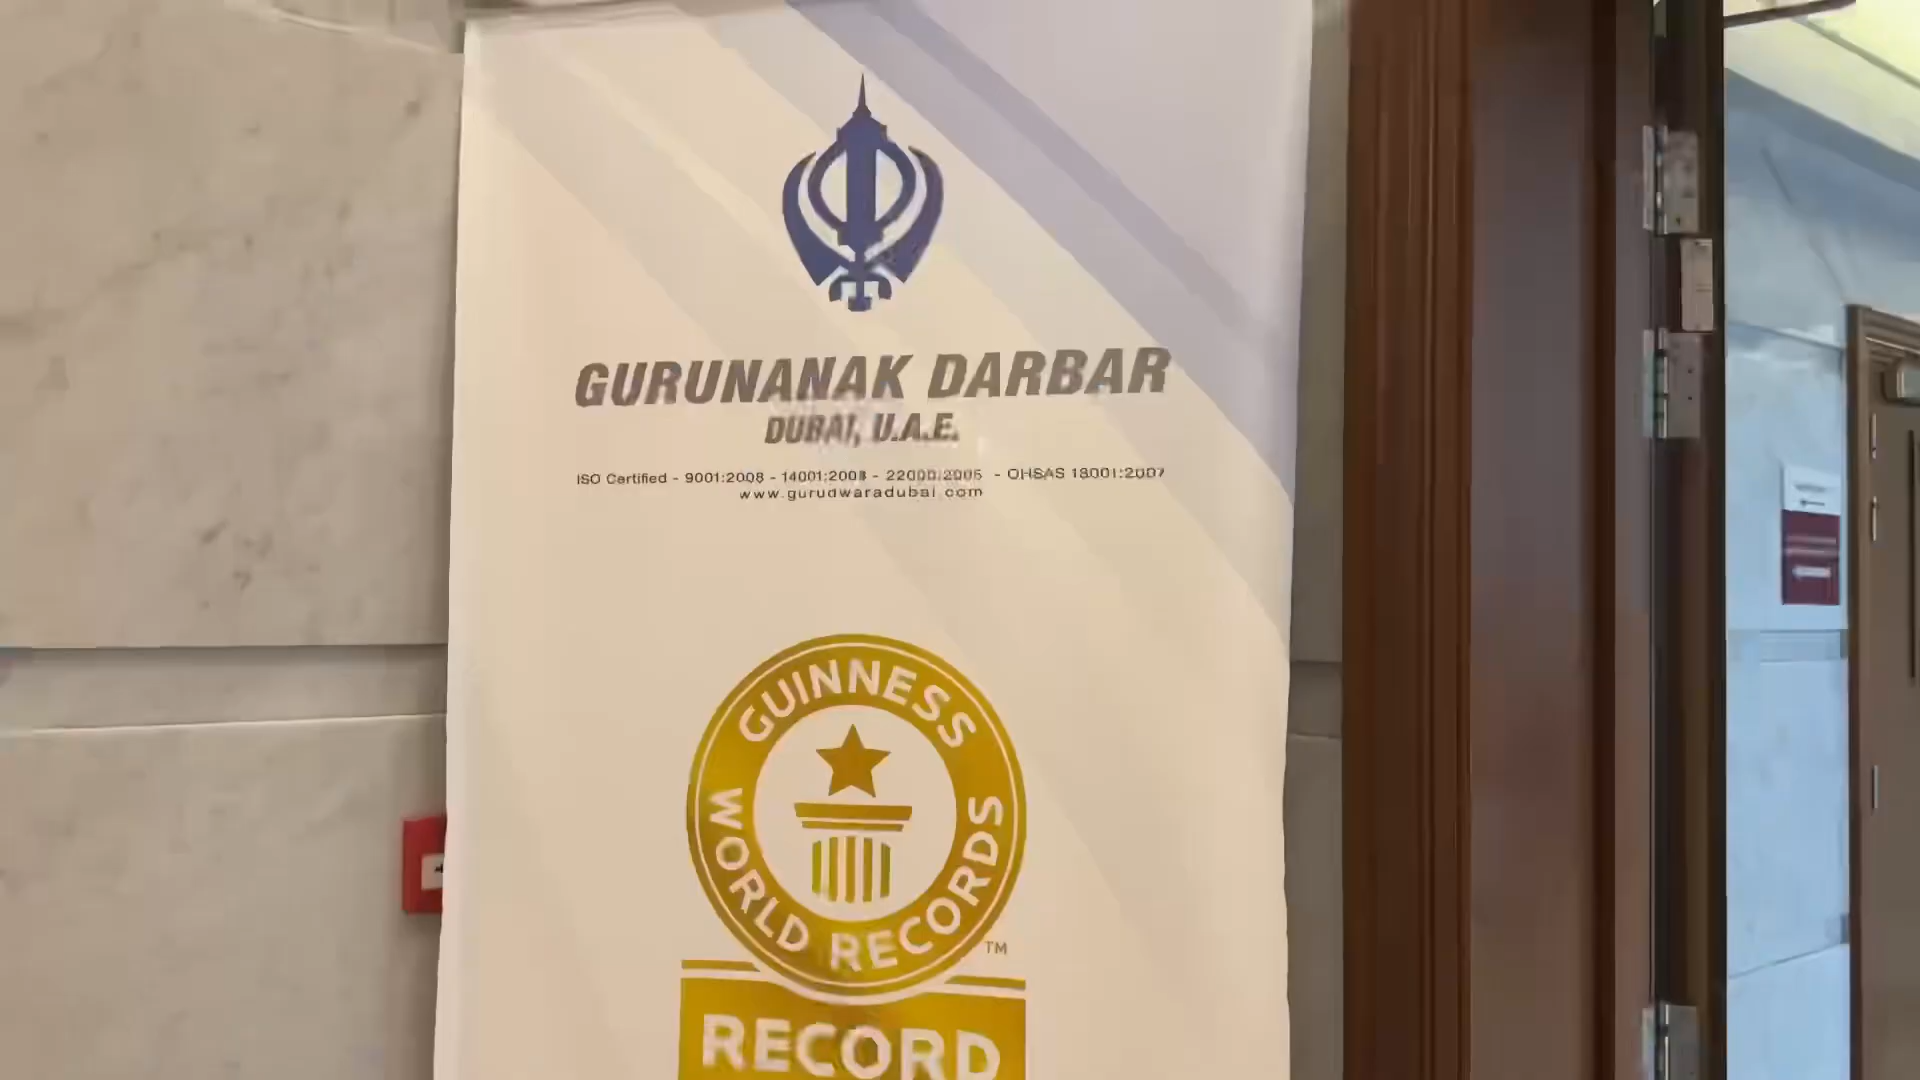 GURUNANAK DARBAR
DUBAI, U.A.E.
ISO Certified - 9001:2008 - 14001:2008 - 22000:2005 - OHSAS 18001:2007
www.gurudwaradubai.com
GUINNESS
WORLD RECORDS
TM
RECORD